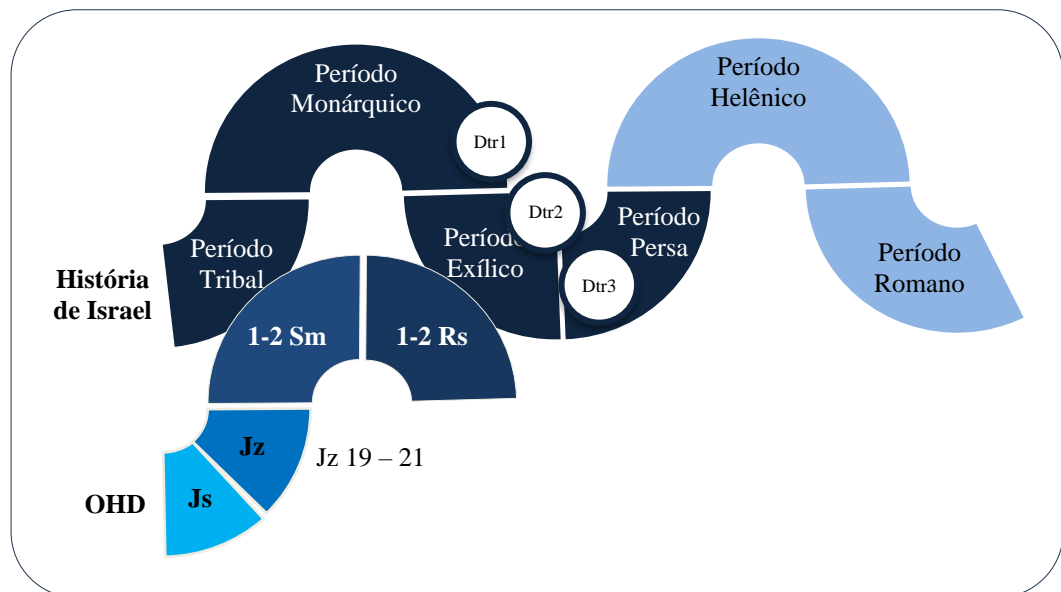 Período
Monárquico
Período
Helênico
Dtr1
Dtr2
Dtr3
Período
Tribal
Período
Exílico
Período
Persa
Período
Romano
História
de Israel
1-2 Sm
1-2 Rs
Jz
Jz 19 – 21
Js
OHD